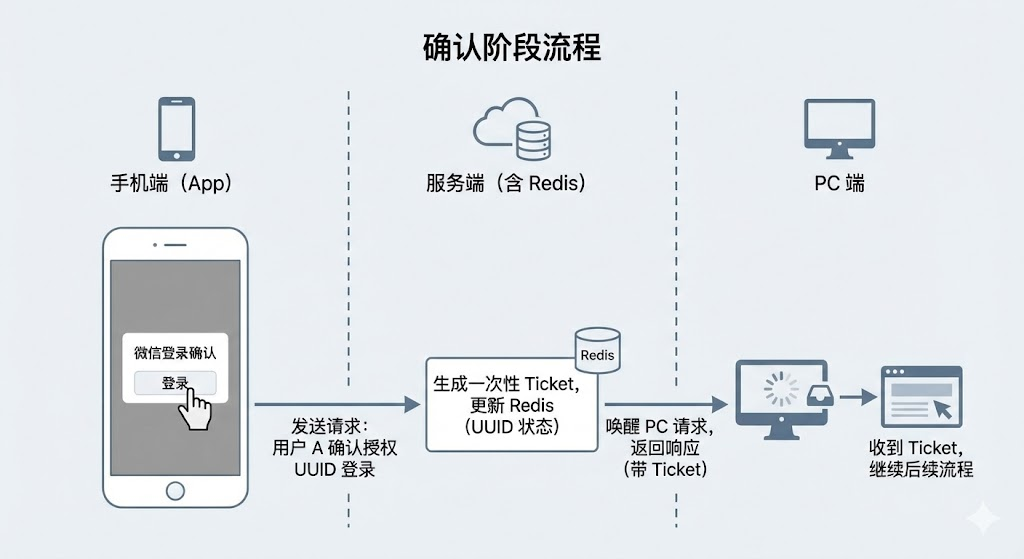 确认阶段流程
手机端（App）
服务端（含 Redis）
PC 端
微信登录确认
登录
发送请求：
用户 A 确认授权
UUID 登录
Redis
生成一次性 Ticket，
更新 Redis
（UUID 状态）
唤醒 PC 请求，
返回响应
（带 Ticket）
收到 Ticket，
继续后续流程